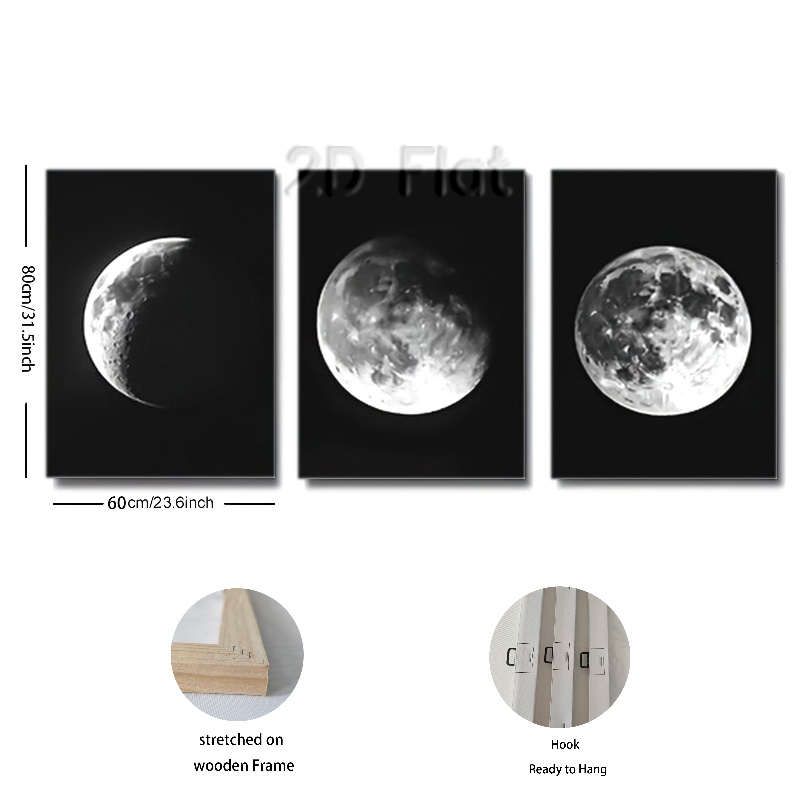 2D Flat
80cm/31.5inch
60cm/23.6inch
stretched on
wooden Frame
Hook
Ready to Hang